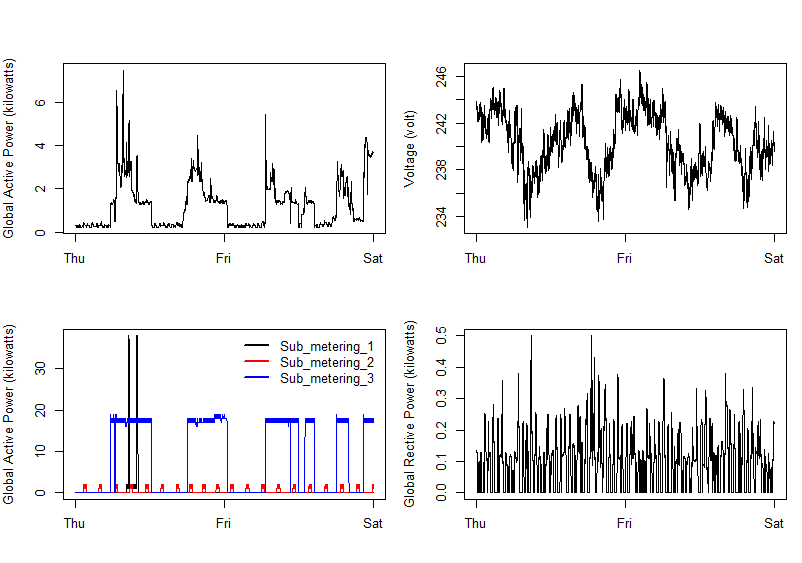 Global Active Power (kilowatts)
0 2 4 6
Thu Fri Sat
Voltage (volt)
234 238 242 246
Thu Fri Sat
Global Active Power (kilowatts)
0 10 20 30
Sub_metering_1
Sub_metering_2
Sub_metering_3
Thu Fri Sat
Global Rective Power (kilowatts)
0.0 0.1 0.2 0.3 0.4 0.5
Thu Fri Sat